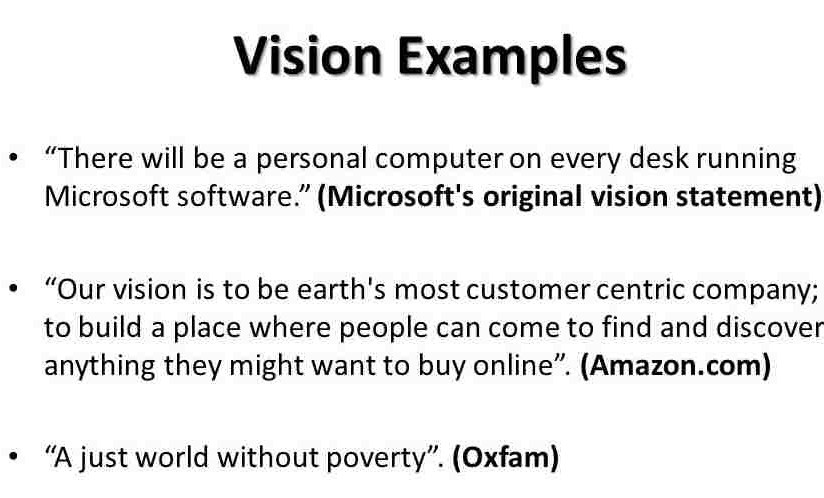 Vision Examples
• “There will be a personal computer on every desk running
Microsoft software.” (Microsoft's original vision statement)
• “Our vision is to be earth's most customer centric company;
to build a place where people can come to find and discover
anything they might want to buy online”. (Amazon.com)
• “A just world without poverty”. (Oxfam)